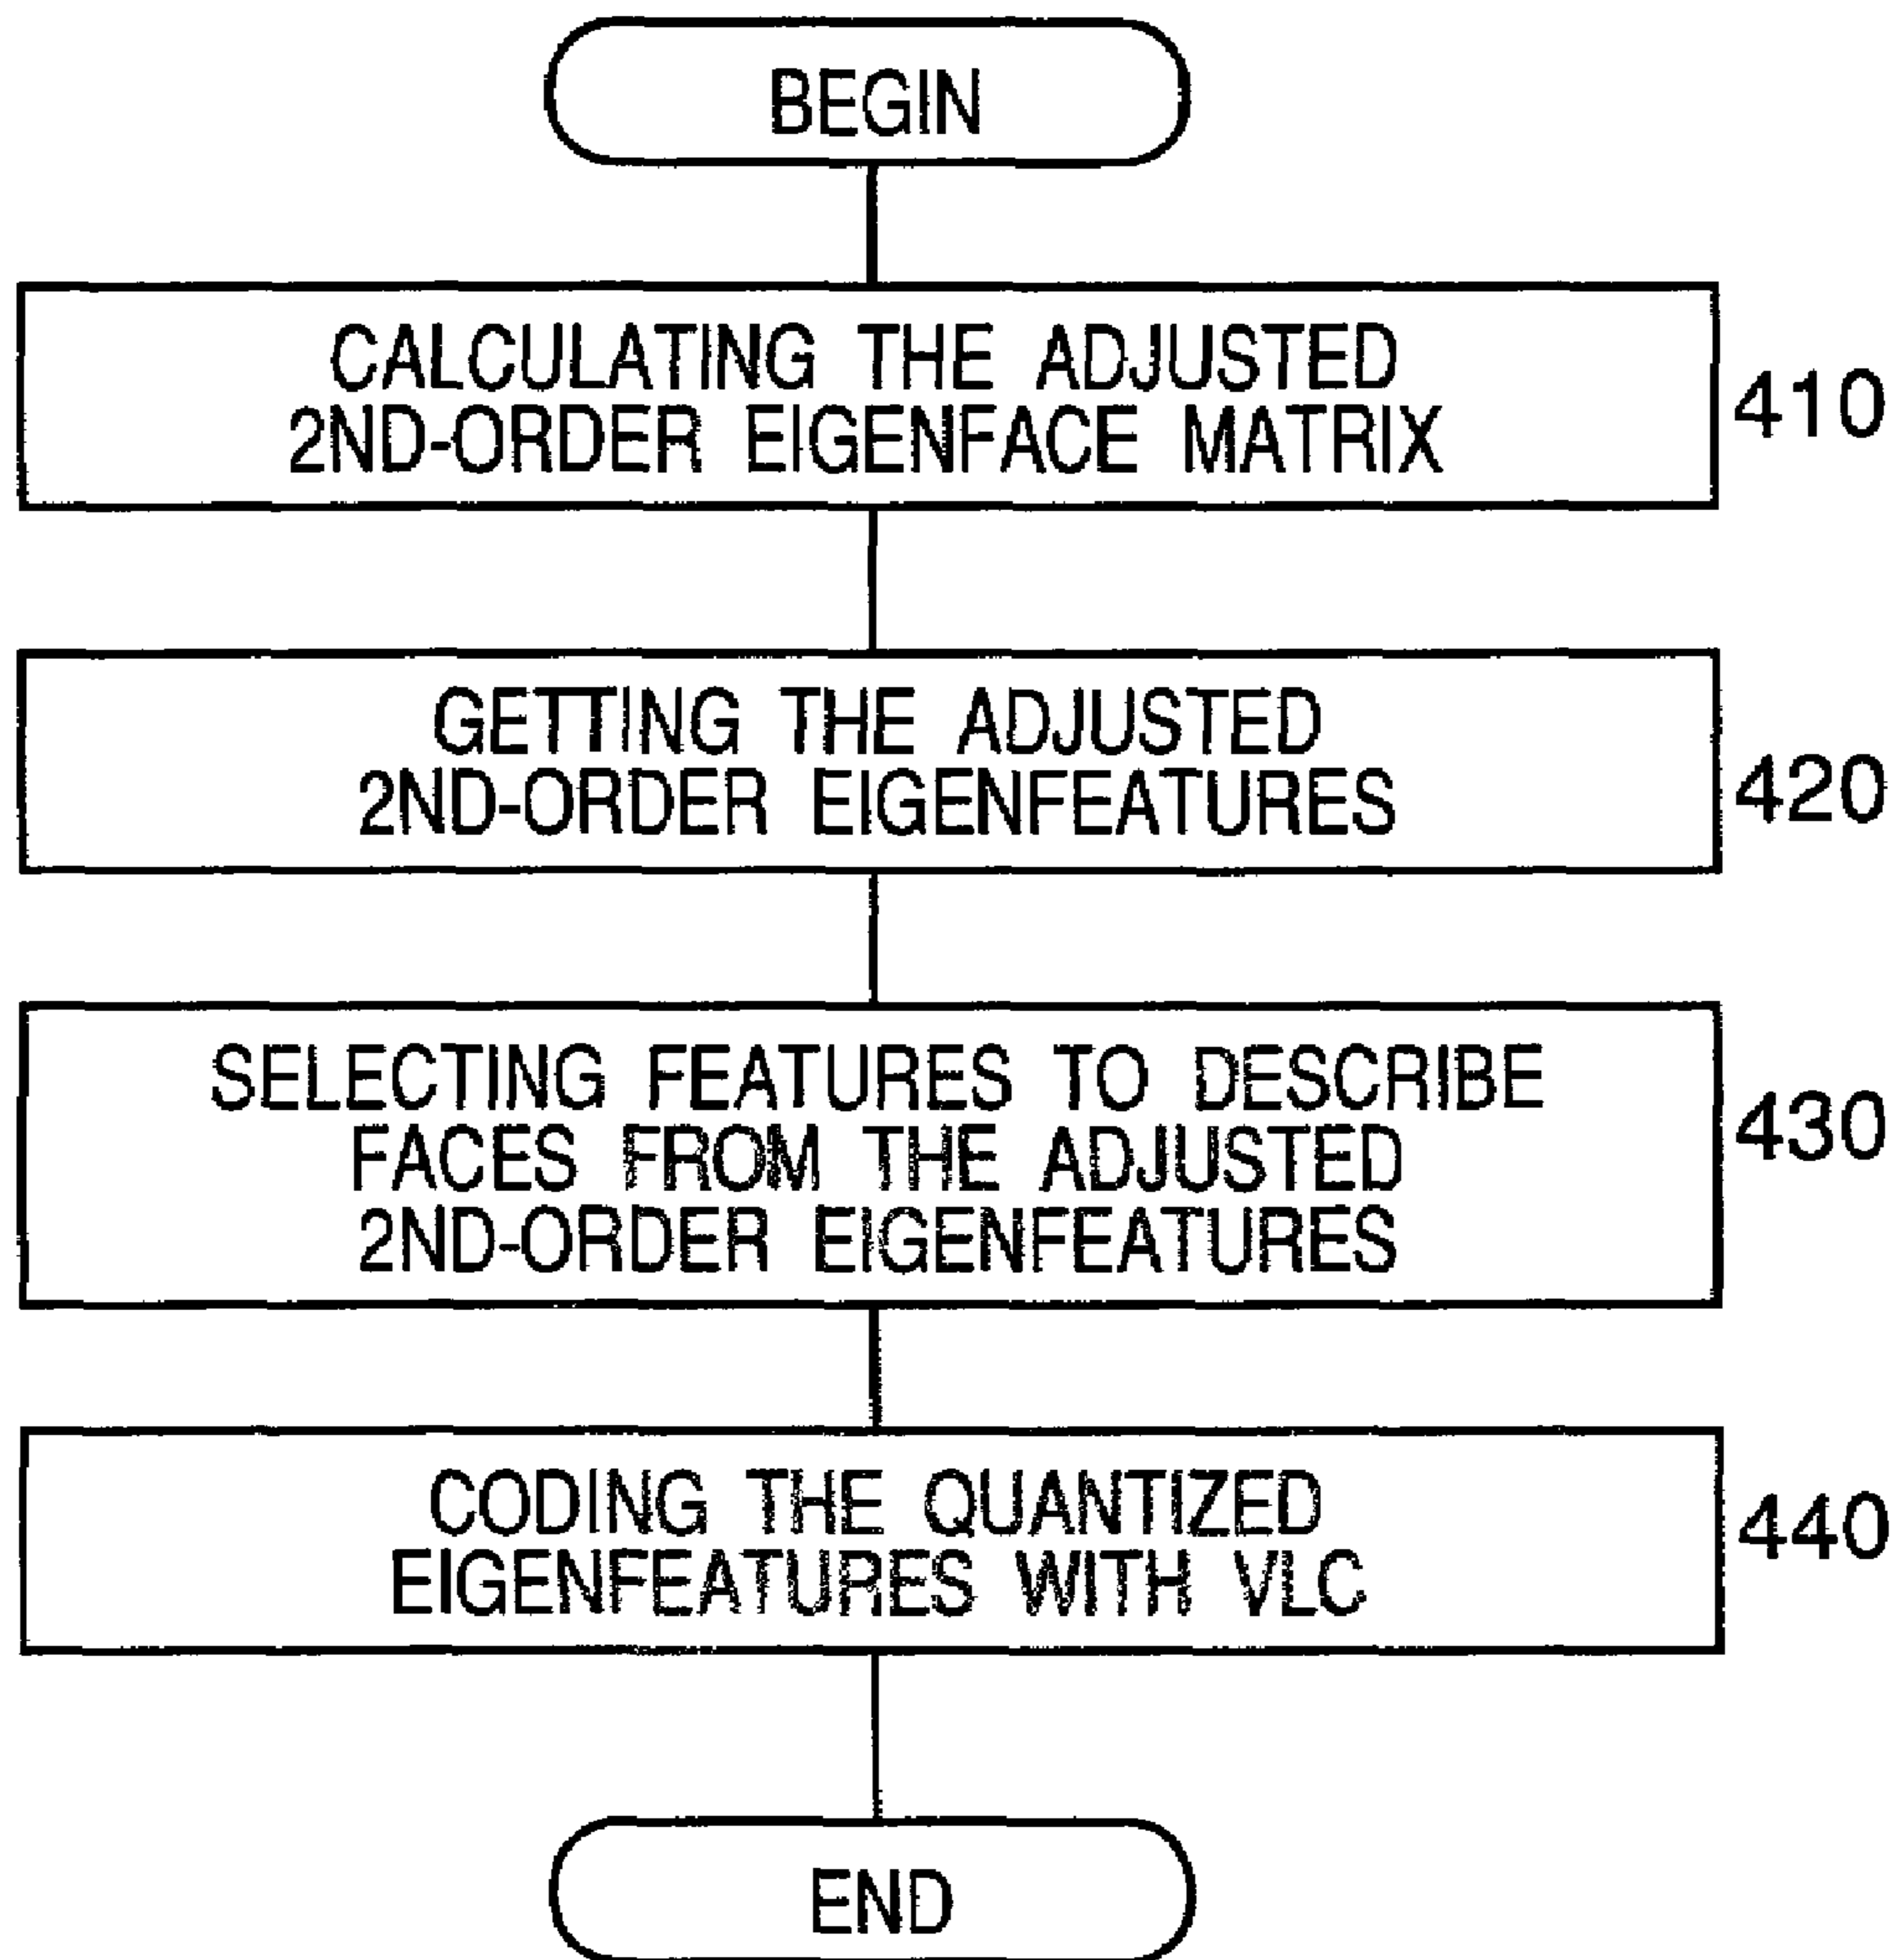 BEGIN
CALCULATING THE ADJUSTED
2ND-ORDER EIGENFACE MATRIX
410
GETTING THE ADJUSTED
2ND-ORDER EIGENFEATURES
420
SELECTING FEATURES TO DESCRIBE
FACES FROM THE ADJUSTED
2ND-ORDER EIGENFEATURES
430
CODING THE QUANTIZED
EIGENFEATURES WITH VLC
440
END